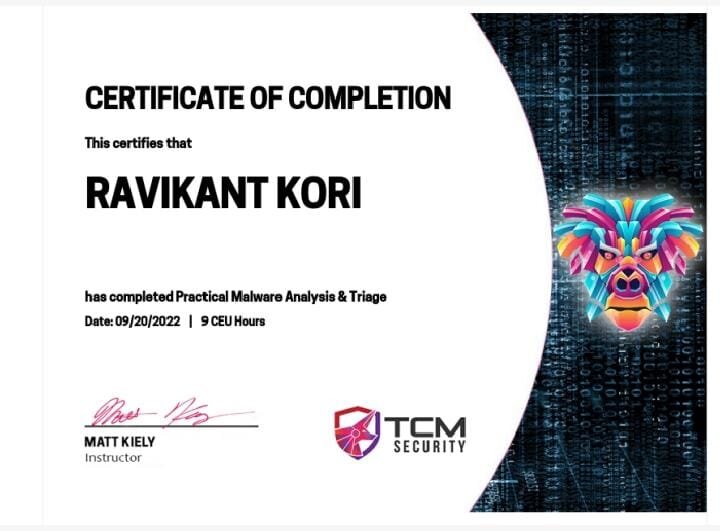 CERTIFICATE OF COMPLETION
This certifies that
RAVIKANT KORI
has completed Practical Malware Analysis & Triage
Date: 09/20/2022 | 9 CEU Hours
MATT KIELY
Instructor
TCM
SECURITY